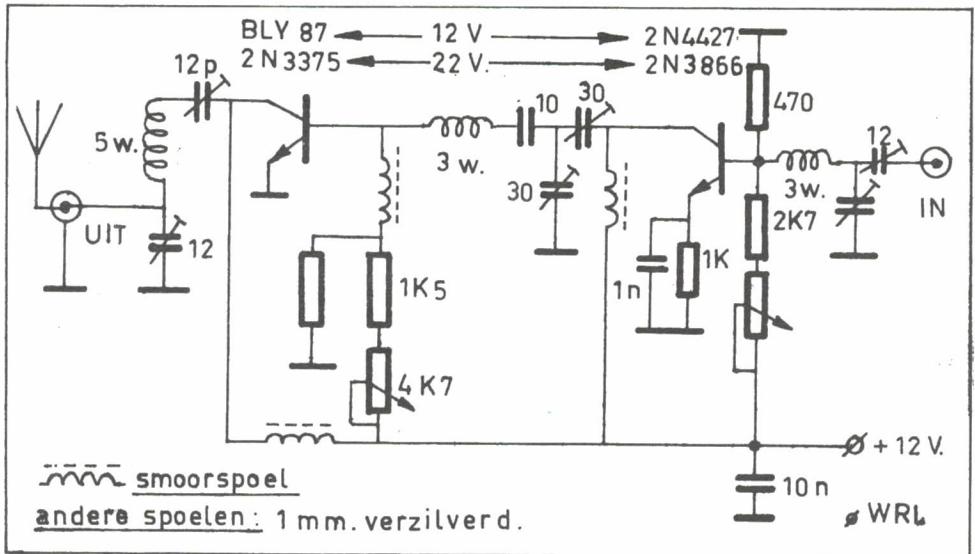 BLY 87 12 V 2N4427
2N3375 22 V. 2N3866
12p
5 w.
UIT
12
3 w.
10
30
30
1K5
4K7
1n
1K
470
2K7
3w.
12
IN
+ 12 V.
10n
smoorspoel
andere spoelen: 1 mm. verzilverd.
ø WRL